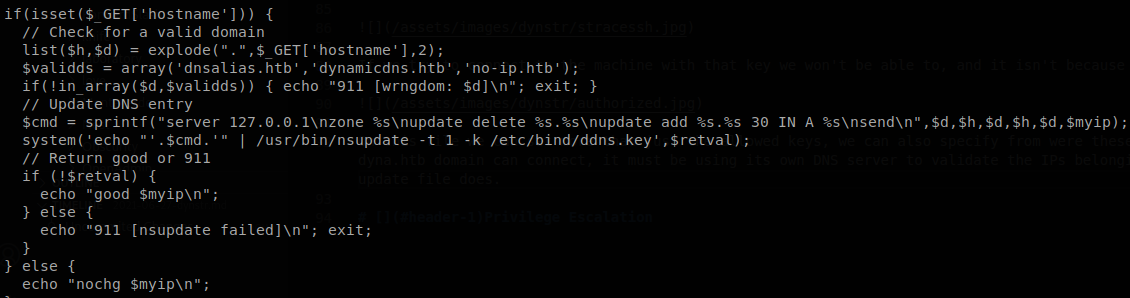 if(isset($_GET['hostname'])) {
  // Check for a valid domain
  list($h,$d) = explode(".",$_GET['hostname'],2);
  $validds = array('dnsalias.htb','dynamicdns.htb','no-ip.htb');
  if(!in_array($d,$validds)) { echo "911 [wrngdom: $d]\n"; exit; }
  // Update DNS entry
  $cmd = sprintf("server 127.0.0.1\nzone %s\nupdate delete %s.%s\nupdate add %s.%s 30 IN A %s\nsend\n",$d,$h,$d,$h,$d,$myip);
  system('echo "'.$cmd.'" | /usr/bin/nsupdate -t 1 -k /etc/bind/ddns.key',$retval);
  // Return good or 911
  if (!$retval) {
    echo "good $myip\n";
  } else {
    echo "911 [nsupdate failed]\n"; exit;
  }
} else {
  echo "nochg $myip\n";
}